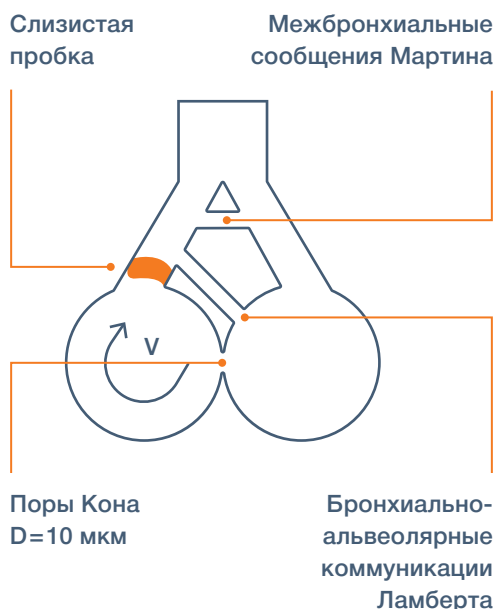 Слизистая
пробка
Межбронхиальные
сообщения Мартина
V
Поры Кона
D=10 мкм
Бронхиально-
альвеолярные
коммуникации
Ламберта